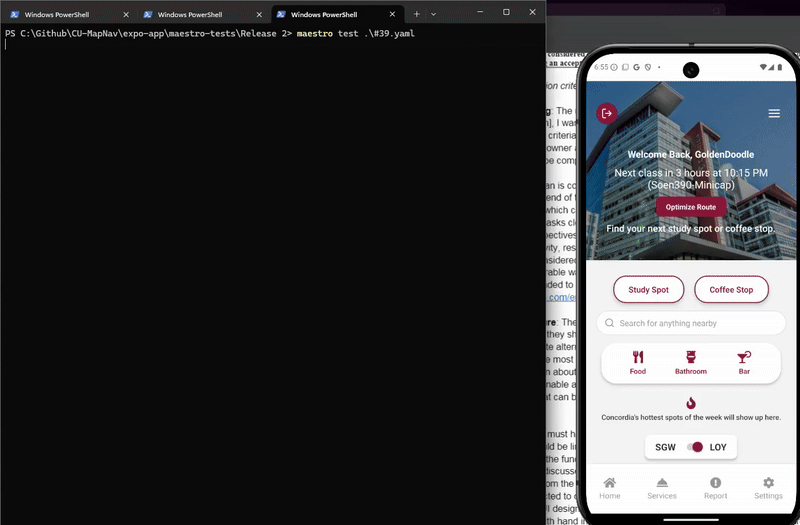 Windows PowerShell
Windows PowerShell
Windows PowerShell
PS C:\Github\CU-MapNav\expo-app\maestro-tests\Release 2> maestro test .\#39.yaml
6:55
Welcome Back, GoldenDoodle
Next class in 3 hours at 10:15 PM
(Soen390-Minicap)
Optimize Route
Find your next study spot or coffee stop.
Study Spot
Coffee Stop
Search for anything nearby
Food
Bathroom
Bar
Concordia's hottest spots of the week will show up here.
SGW
LOY
Home
Services
Report
Settings